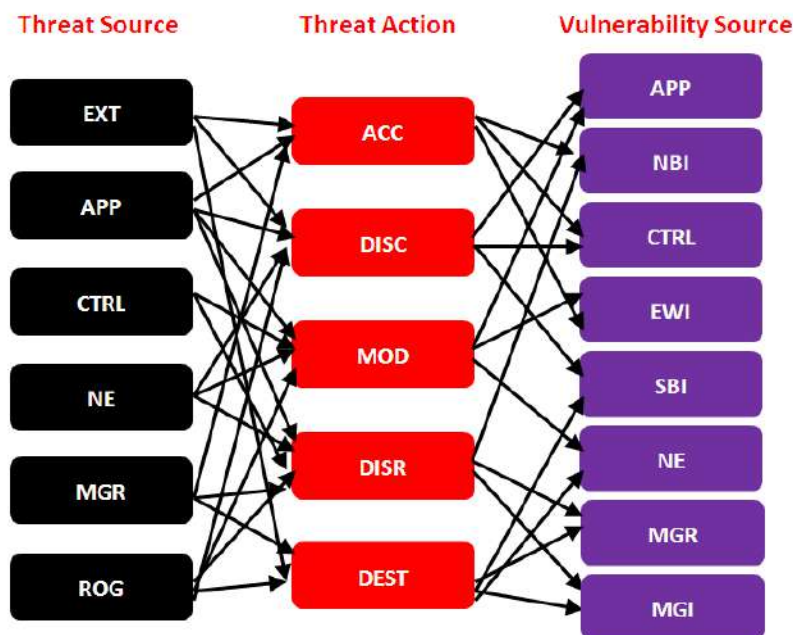 Threat Source
Threat Action
Vulnerability Source
EXT
APP
CTRL
NE
MGR
ROG
ACC
DISC
MOD
DISR
DEST
APP
NBI
CTRL
EWI
SBI
NE
MGR
MGI